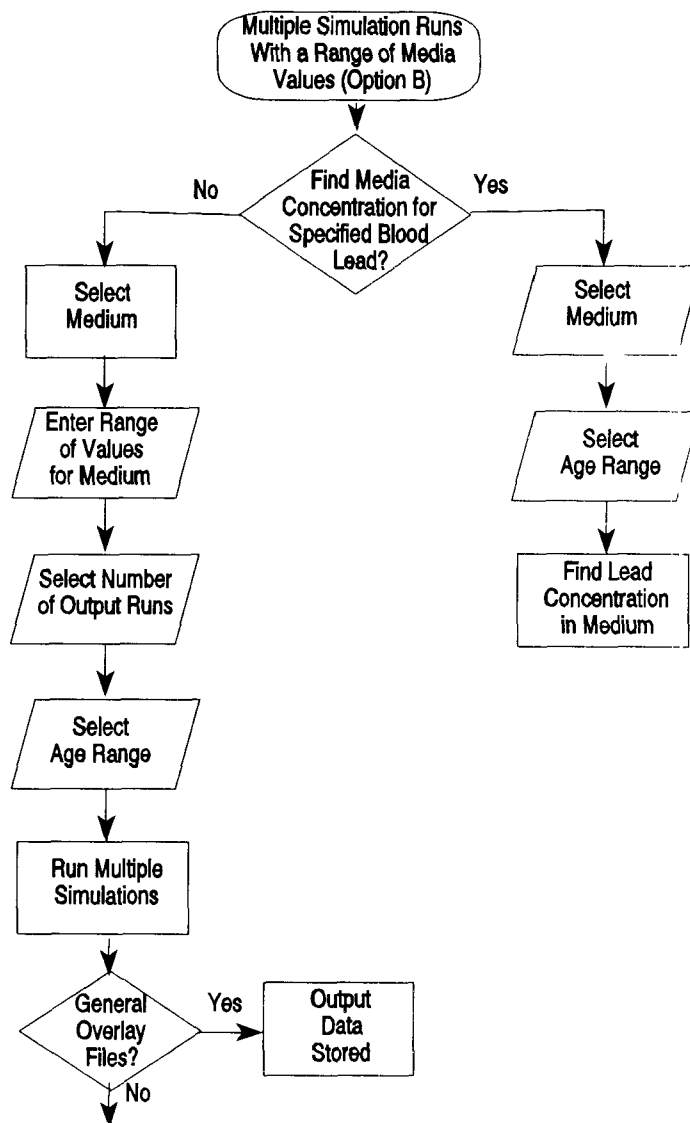 Multiple Simulation Runs
With a Range of Media
Values (Option B)
Find Media
Concentration for
Specified Blood
Lead?
No
Yes
Select
Medium
Enter Range
of Values
for Medium
Select Number
of Output Runs
Select
Age Range
Run Multiple
Simulations
General
Overlay
Files?
Yes
Output
Data
Stored
No
Select
Medium
Select
Age Range
Find Lead
Concentration
in Medium